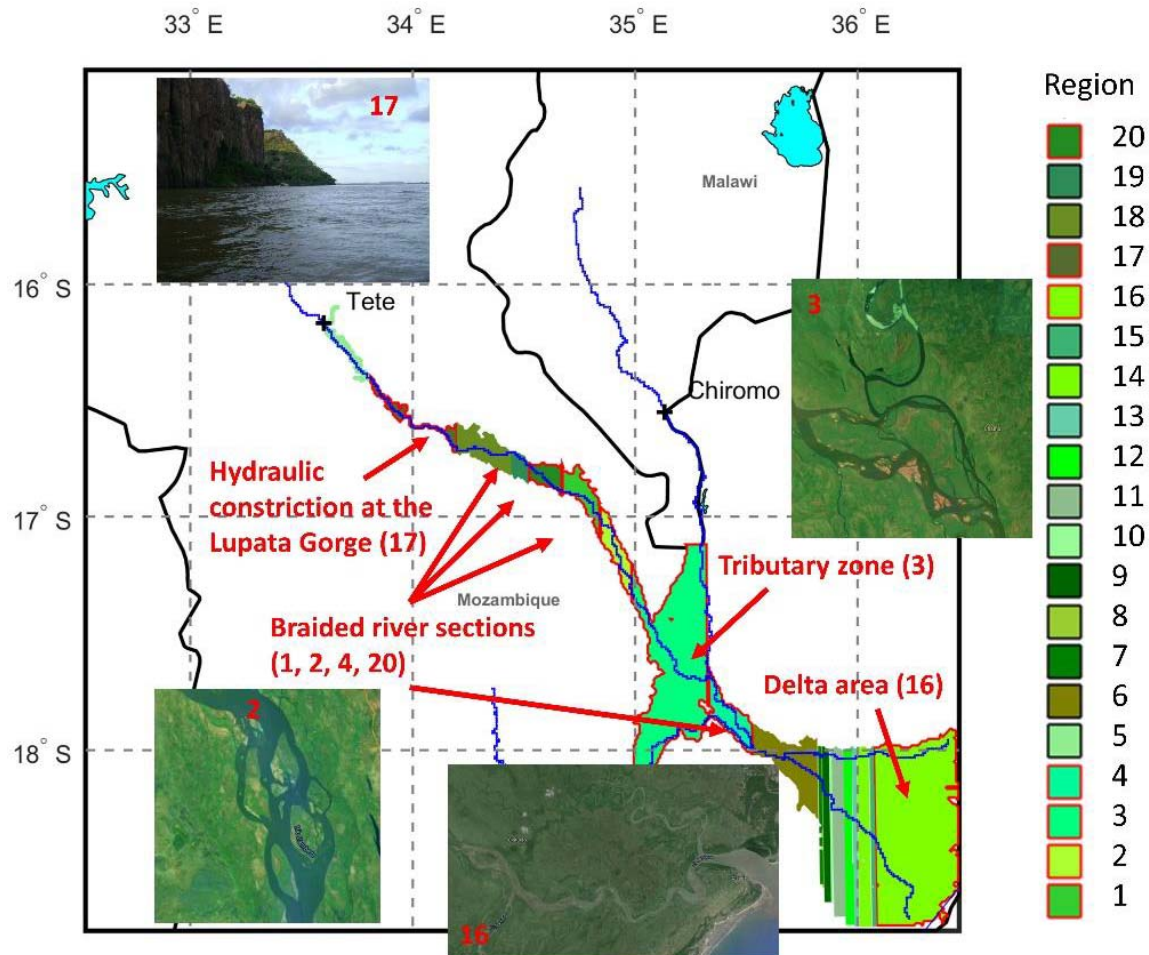 33° E 34° E 35° E 36° E
Region
17
20
19
Malawi
18
17
16° S
Tete
3
16
15
Chiromo
14
13
Hydraulic
constriction at the
Lupata Gorge (17)
12
11
17° S
10
Tributary zone (3)
9
Mozambique
8
Braided river sections
(1, 2, 4, 20)
7
Delta area (16)
6
2
5
18° S
4
3
2
16
1